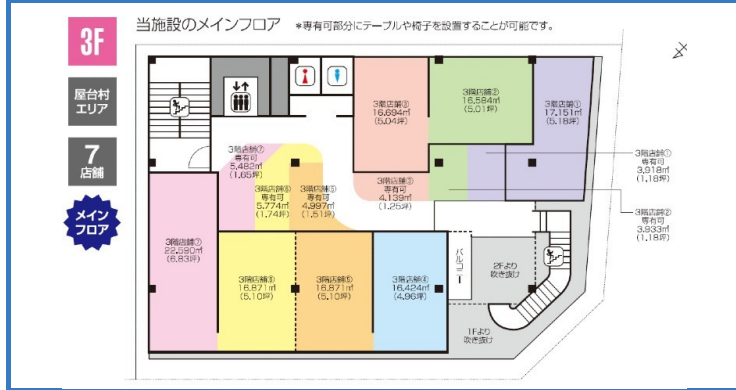 3F
当施設のメインフロア *専有可部分にテーブルや椅子を設置することが可能です。
屋台村
エリア
7
店舗
メイン
フロア
3階店舗③
16.694㎡
(5.04坪)
3階店舗②
16.584㎡
(5.01坪)
3階店舗①
17.151㎡
(5.18坪)
3階店舗⑦
専有可
5.482㎡
(1.65坪)
3階店舗⑥
専有可
5.774㎡
(1.74坪)
3階店舗⑤
専有可
4.997㎡
(1.51坪)
3階店舗③
専有可
4.139㎡
(1.25坪)
3階店舗①
専有可
3.918㎡
(1.18坪)
3階店舗②
専有可
3.933㎡
(1.18坪)
3階店舗⑦
22.590㎡
(6.83坪)
3階店舗⑥
16.871㎡
(5.10坪)
3階店舗⑤
16.871㎡
(5.10坪)
3階店舗④
16.424㎡
(4.96坪)
バルコニー
2Fより
吹き抜け
1Fより
吹き抜け